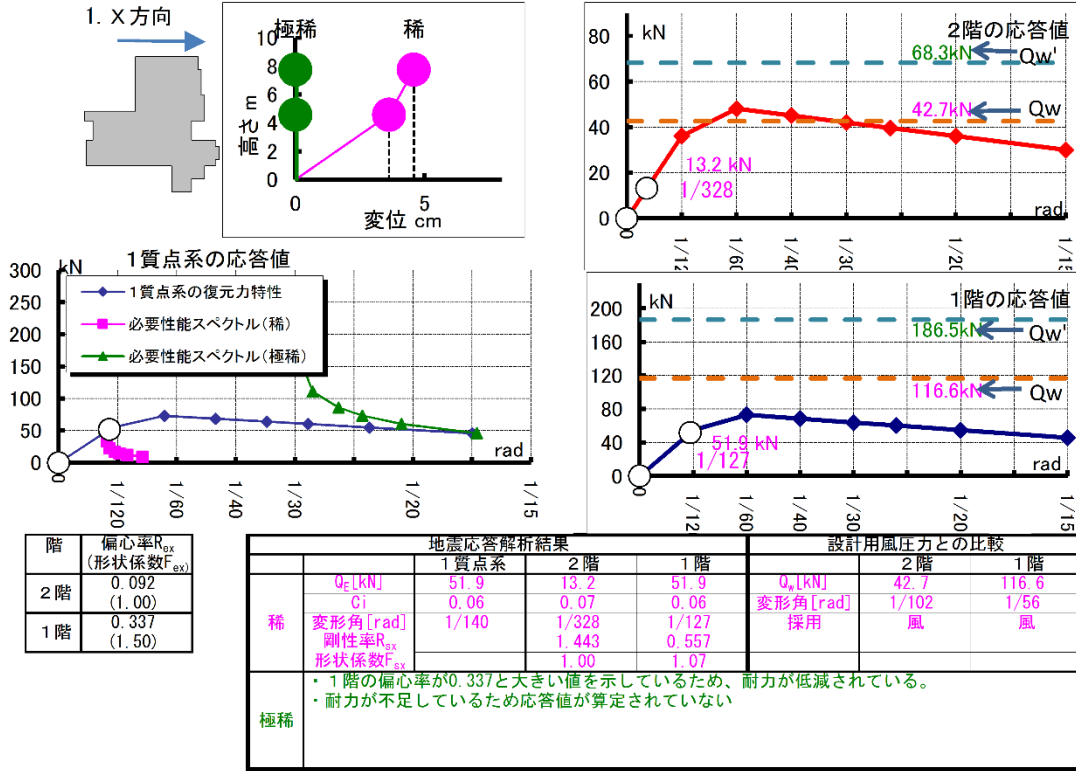 1. X方向
極稀
稀
10
8
6
4
2
0
高さ m
0
5
変位 cm
2階の応答値
kN
80
60
40
20
0
68.3kN
Qw'
42.7kN
Qw
13.2 kN
1/328
rad
0
1/12
1/60
1/40
1/30
1/20
1/15
1質点系の応答値
kN
300
250
200
150
100
50
0
1質点系の復元力特性
必要性能スペクトル(稀)
必要性能スペクトル(極稀)
rad
0
1/120
1/60
1/40
1/30
1/20
1/15
1階の応答値
kN
200
160
120
80
40
0
186.5kN
Qw'
116.6kN
Qw
51.9 kN
1/127
rad
0
1/12
1/60
1/40
1/30
1/20
1/15
階 偏心率Rex
(形状係数Fex)
2階 0.092
(1.00)
1階 0.337
(1.50)
地震応答解析結果 設計用風圧力との比較
1質点系 2階 1階 2階 1階
稀
QE[kN] 51.9 13.2 51.9 Qw[kN] 42.7 116.6
Ci 0.06 0.07 0.06 変形角[rad] 1/102 1/56
変形角[rad] 1/140 1/328 1/127 採用 風 風
剛性率Rsx 1.443 0.557
形状係数Fsx 1.00 1.07
極稀
・1階の偏心率が0.337と大きい値を示しているため、耐力が低減されている。
・耐力が不足しているため応答値が算定されていない